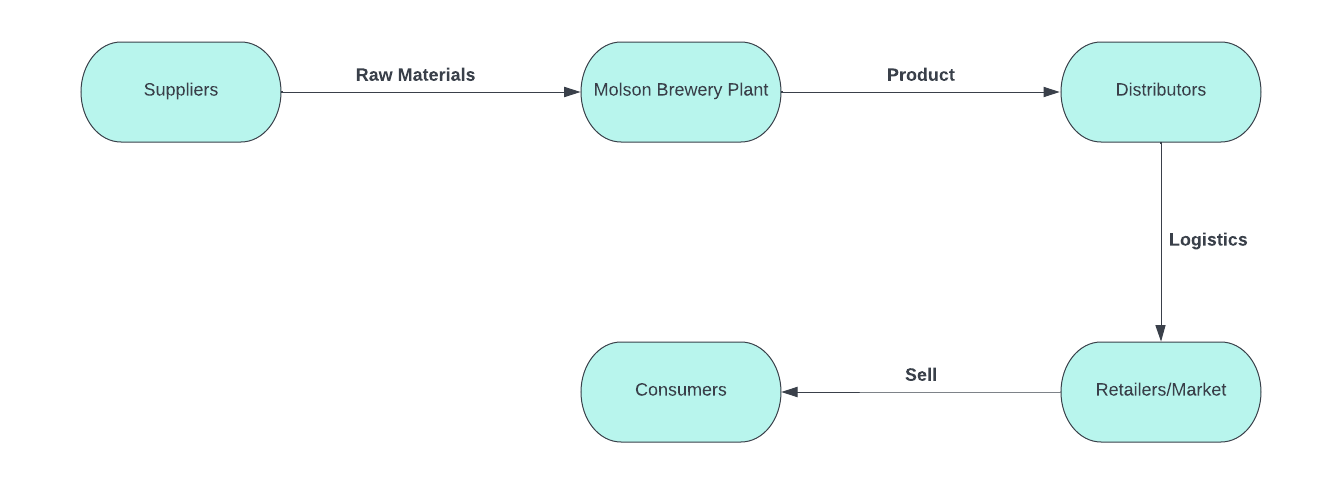 Suppliers
Raw Materials
Molson Brewery Plant
Product
Distributors
Logistics
Retailers/Market
Sell
Consumers